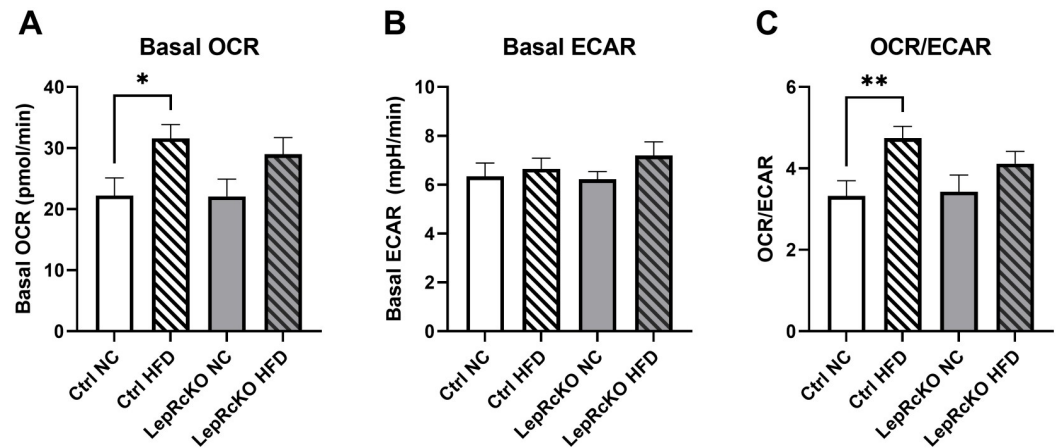 A
Basal OCR
*
Basal OCR (pmol/min)
40
30
20
10
0
Ctrl NC
Ctrl HFD
LepRcKO NC
LepRcKO HFD
B
Basal ECAR
Basal ECAR (mpH/min)
10
8
6
4
2
0
Ctrl NC
Ctrl HFD
LepRcKO NC
LepRcKO HFD
C
OCR/ECAR
**
OCR/ECAR
6
4
2
0
Ctrl NC
Ctrl HFD
LepRcKO NC
LepRcKO HFD